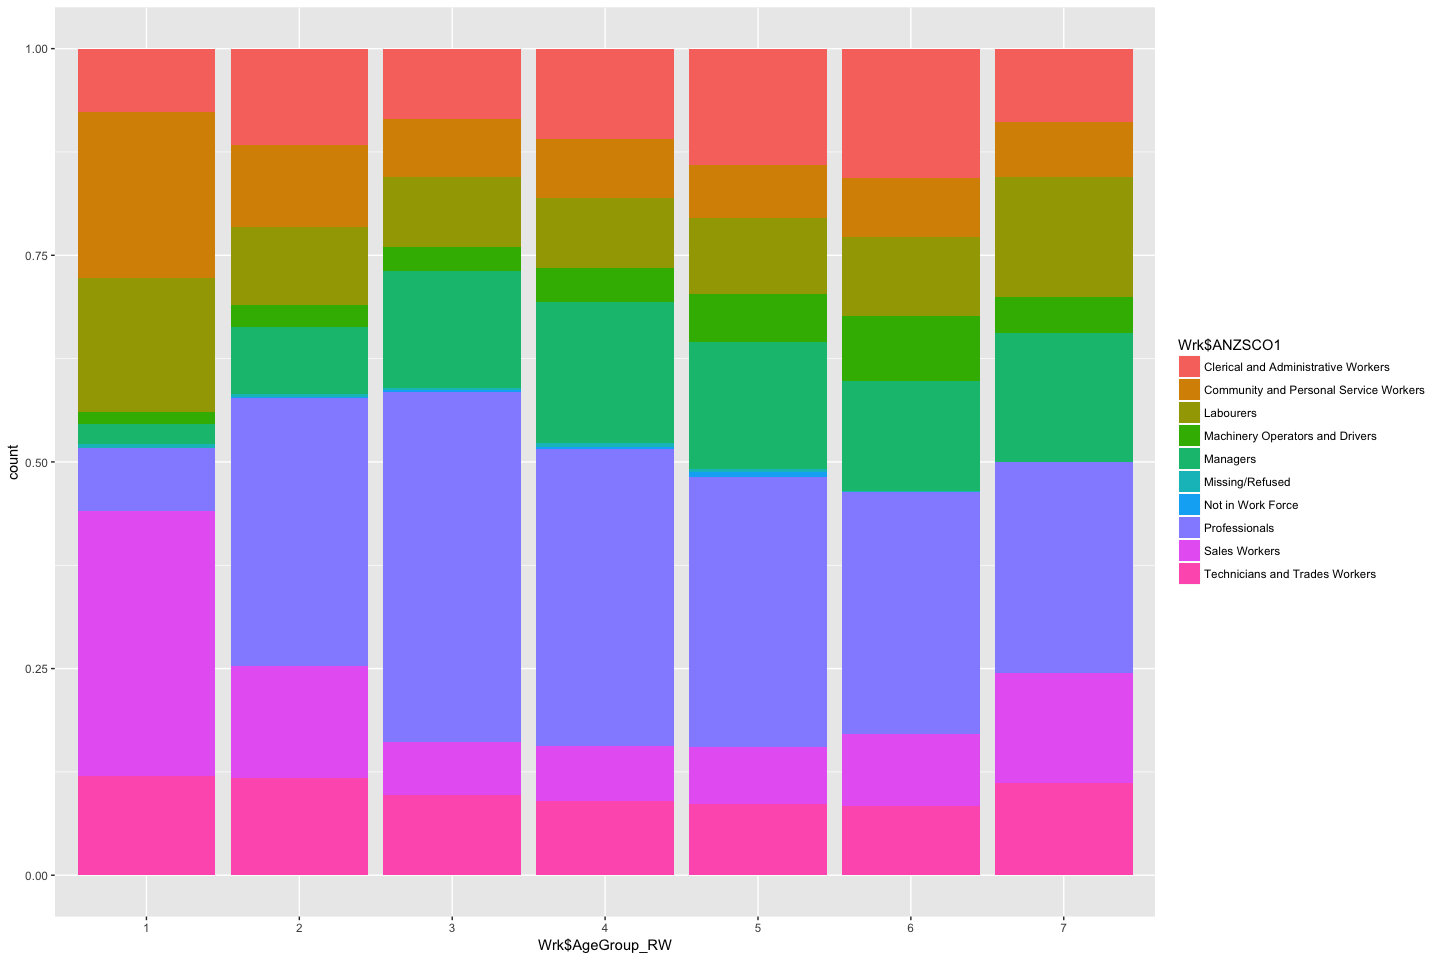 1.00
0.75
0.50
0.25
0.00
count
1 2 3 4 5 6 7
Wrk$AgeGroup_RW
Wrk$ANZSCO1
Clerical and Administrative Workers
Community and Personal Service Workers
Labourers
Machinery Operators and Drivers
Managers
Missing/Refused
Not in Work Force
Professionals
Sales Workers
Technicians and Trades Workers